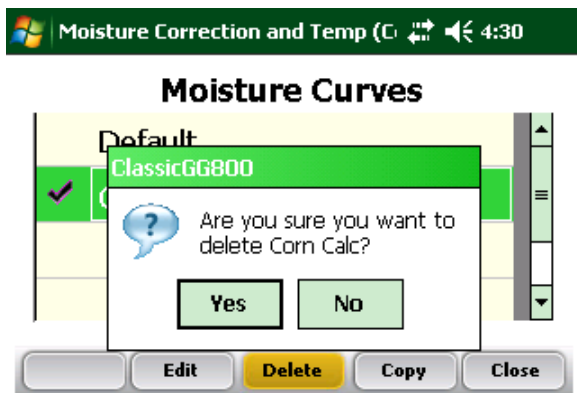 Moisture Correction and Temp (C 4:30
Moisture Curves
Default
ClassicGG800
Are you sure you want to
delete Corn Calc?
Yes No
Edit Delete Copy Close